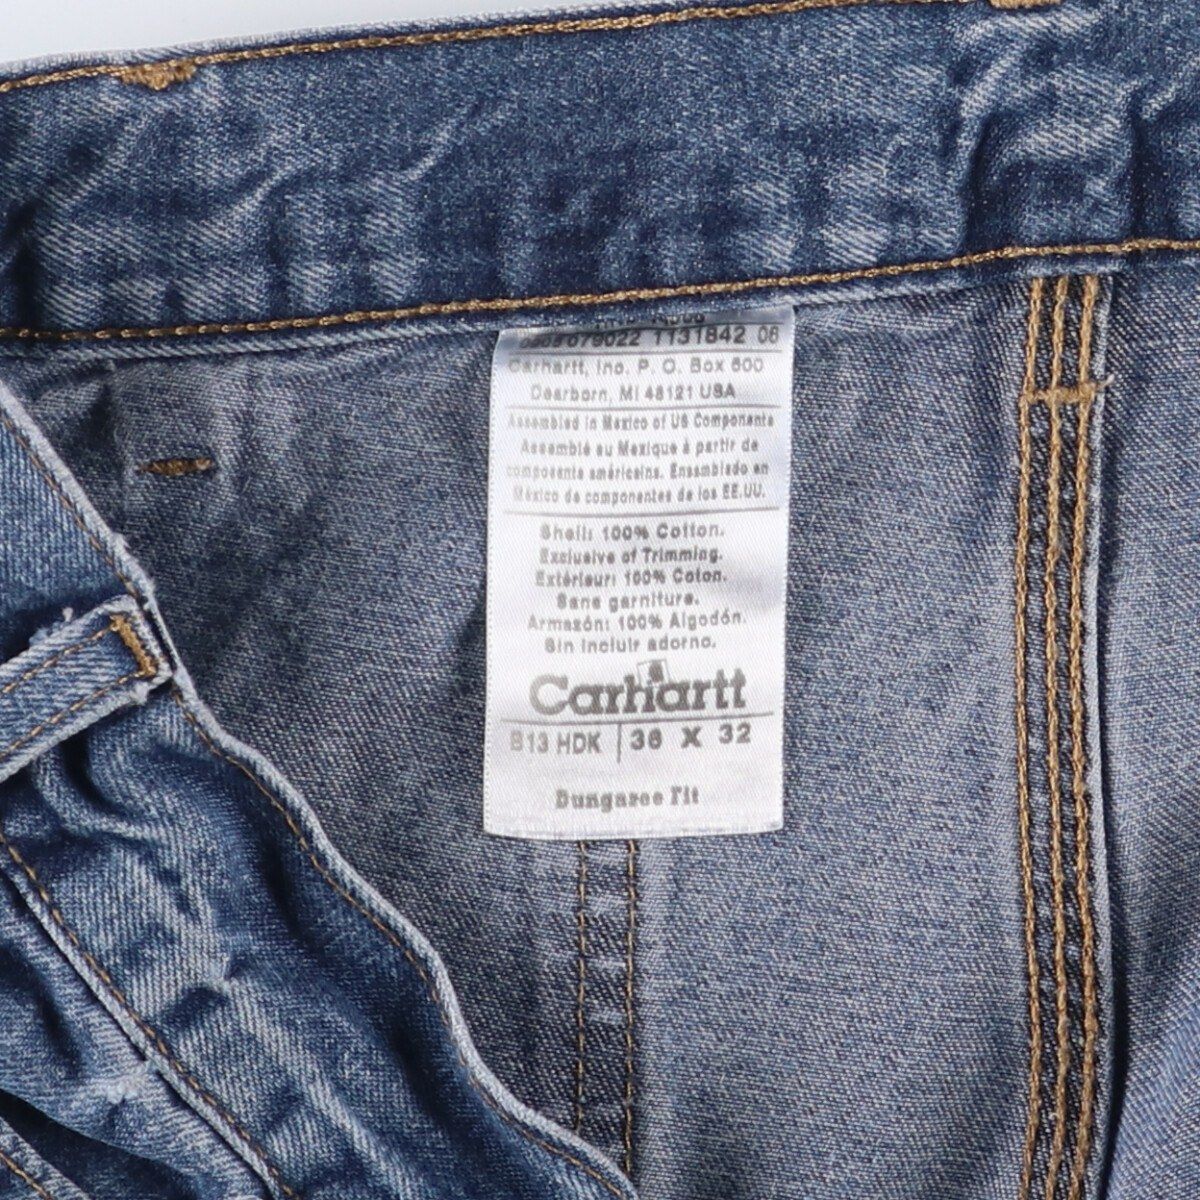 079022 1131842 06
Carhartt, Inc. P.O. Box 600
Dearborn, MI 48121 USA
Assembled in Mexico of US Components
Assemblé au Mexique à partir de
composants américains. Ensamblado en
México de componentes de los EE.UU.
Shell: 100% Cotton.
Exclusive of Trimming.
Extérieur: 100% Coton.
Sans garniture.
Armazón: 100% Algodón.
Sin incluir adorno.
Carhartt
B13 HDK 36 X 32
Dungaree Fit